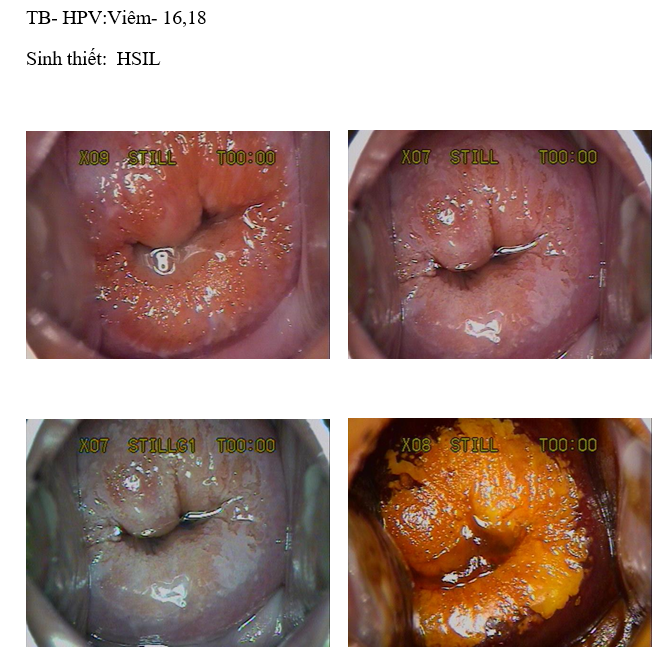 TB- HPV:Viêm- 16,18
Sinh thiết: HSIL
X09 STILL T00:00
X07 STILL T00:00
X07 STILLG1 T00:00
X08 STILL T00:00